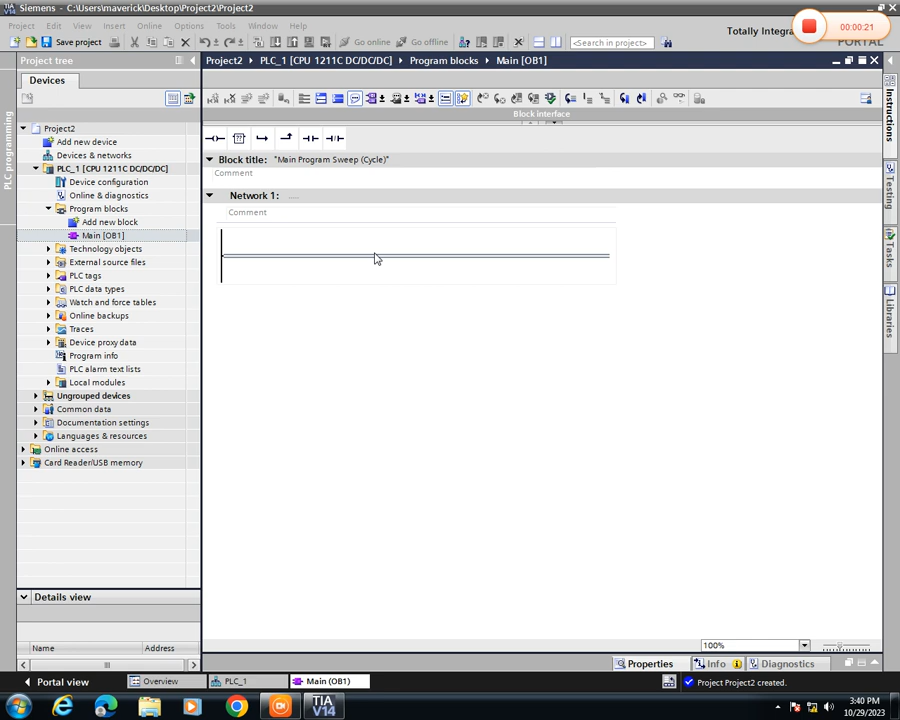 Siemens - C:\Users\maverick\Desktop\Project2\Project2
TIA
V14
Project Edit View Insert Online Options Tools Window Help
Totally Integra
PORTAL
00:00:21
Save project
Go online
Go offline
<Search in project>
Project tree
Project2 PLC_1 [CPU 1211C DC/DC/DC] Program blocks Main [OB1]
Devices
PLC programming
Block interface
Project2
Add new device
Devices & networks
PLC_1 [CPU 1211C DC/DC/DC]
Device configuration
Online & diagnostics
Program blocks
Add new block
Main [OB1]
Technology objects
External source files
PLC tags
PLC data types
Watch and force tables
Online backups
Traces
Device proxy data
Program info
PLC alarm text lists
Local modules
Ungrouped devices
Common data
Documentation settings
Languages & resources
Online access
Card Reader/USB memory
??
Block title: "Main Program Sweep (Cycle)"
Comment
Network 1: .....
Comment
Instructions
Testing
Tasks
Libraries
Details view
Name Address
100%
Properties
Info
Diagnostics
Portal view
Overview
PLC_1
Main (OB1)
Project Project2 created.
TIA
V14
3:40 PM
10/29/2023